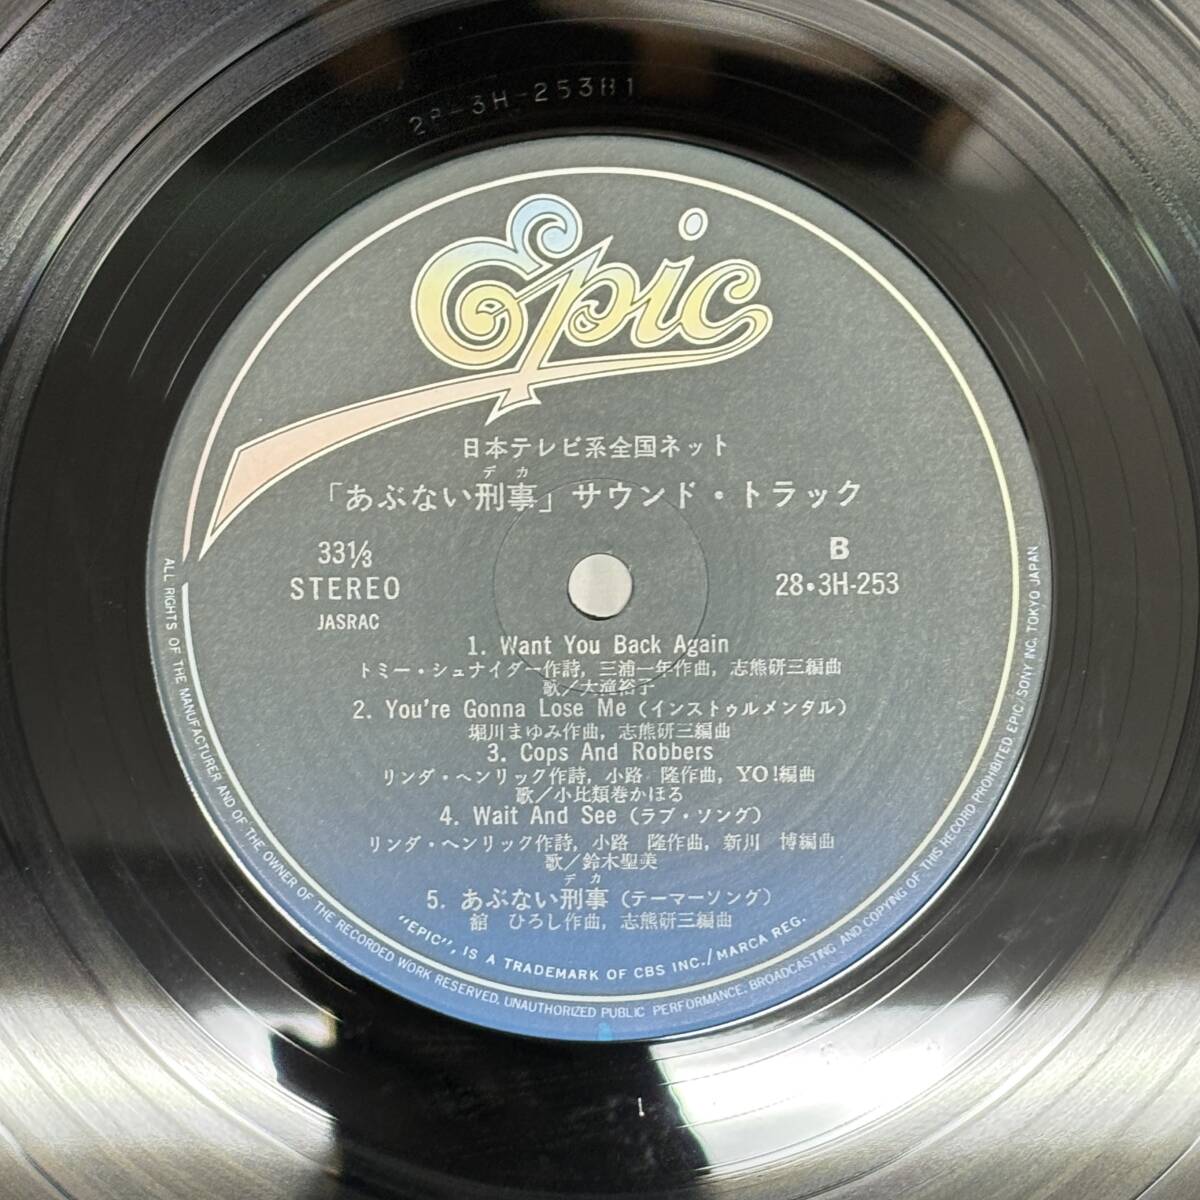 28-3H-253B1
Epic
日本テレビ系全国ネット
デカ
「あぶない刑事」サウンド・トラック
33⅓
STEREO
JASRAC
B
28・3H-253
1. Want You Back Again
トミー・シュナイダー作詩, 三浦一年作曲, 志熊研三編曲
歌／大滝裕子
2. You're Gonna Lose Me (インストゥルメンタル)
堀川まゆみ作曲, 志熊研三編曲
3. Cops And Robbers
リンダ・ヘンリック作詩, 小路 隆作曲, YO!編曲
歌／小比類巻かほる
4. Wait And See (ラブ・ソング)
リンダ・ヘンリック作詩, 小路 隆作曲, 新川 博編曲
歌／鈴木聖美
デカ
5. あぶない刑事 (テーマーソング)
舘 ひろし作曲, 志熊研三編曲
"EPIC", IS A TRADEMARK OF CBS INC./MARCA REG.
ALL RIGHTS OF THE MANUFACTURER AND OF THE OWNER OF THE RECORDED WORK RESERVED. UNAUTHORIZED PUBLIC PERFORMANCE. BROADCASTING AND COPYING OF THIS RECORD PROHIBITED EPIC/SONY INC. TOKYO JAPAN